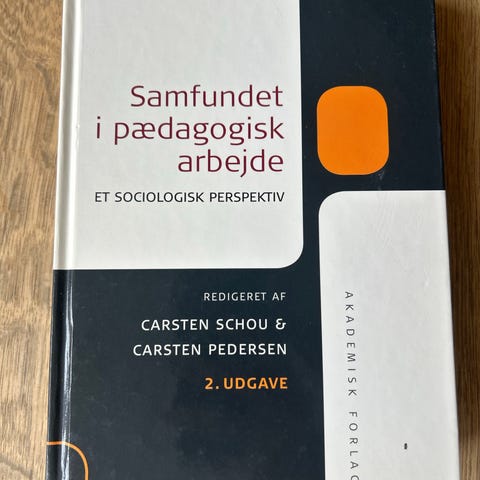 Samfundet
i pædagogisk
arbejde
ET SOCIOLOGISK PERSPEKTIV
REDIGERET AF
CARSTEN SCHOU &
CARSTEN PEDERSEN
2. UDGAVE
AKADEMISK FORLAG